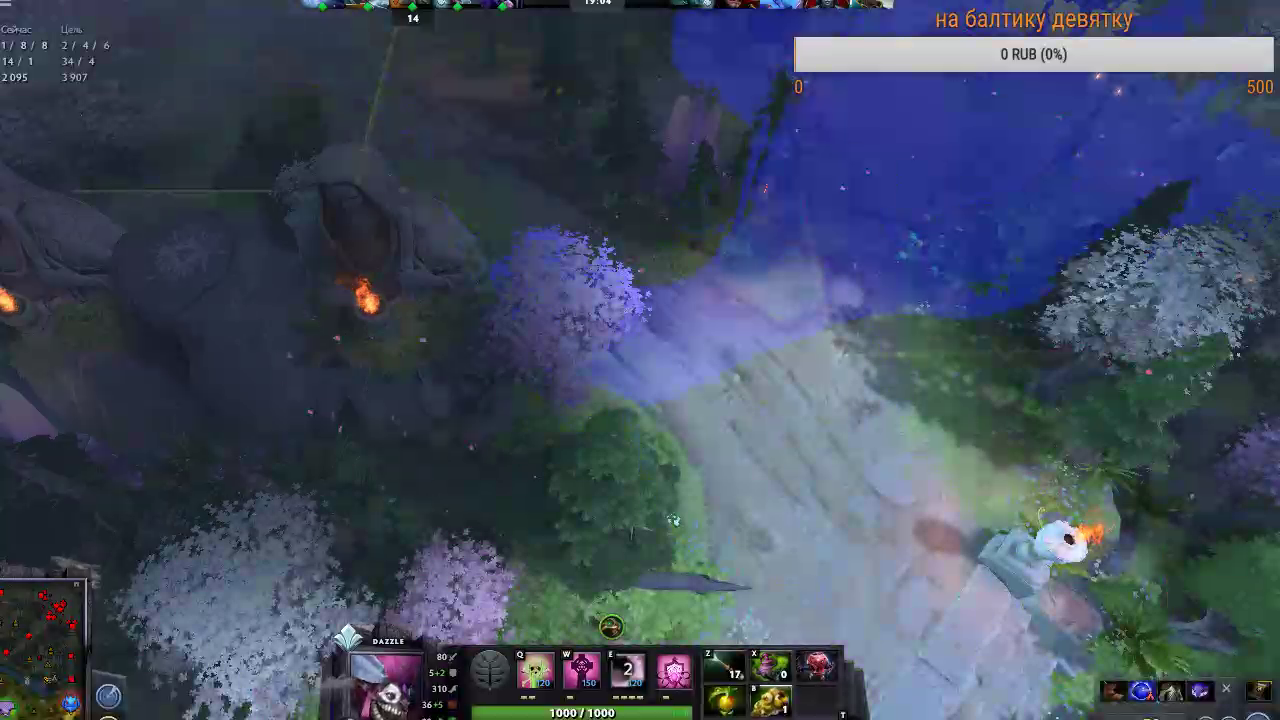 19:04
14
на балтику девятку
0 RUB (0%)
0 500
Сейчас Цель
1 / 8 / 8 2 / 4 / 6
14 / 1 34 / 4
2 095 3 907
DAZZLE
80
5+2
310
36+5
Q W E
120 150 2 120
Z X
17 0
B
1
T
1000 / 1000